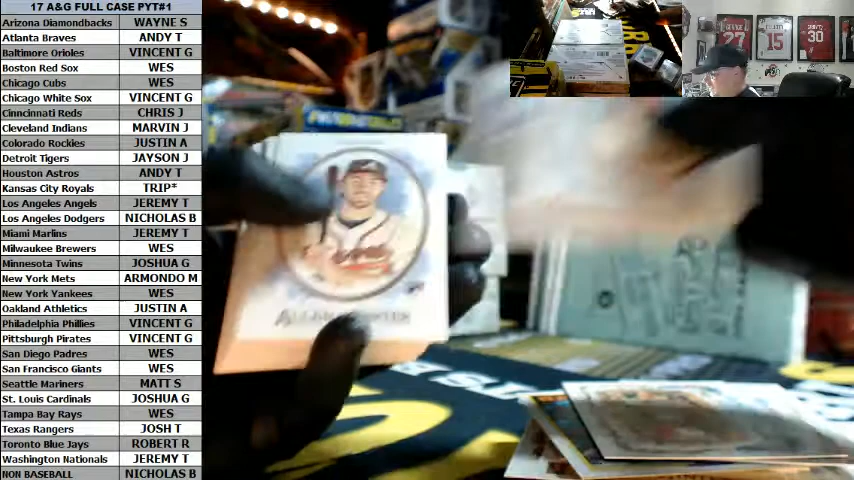 17 A&G FULL CASE PYT#1
Arizona Diamondbacks WAYNE S
Atlanta Braves ANDY T
Baltimore Orioles VINCENT G
Boston Red Sox WES
Chicago Cubs WES
Chicago White Sox VINCENT G
Cinncinnati Reds CHRIS J
Cleveland Indians MARVIN J
Colorado Rockies JUSTIN A
Detroit Tigers JAYSON J
Houston Astros ANDY T
Kansas City Royals TRIP*
Los Angeles Angels JEREMY T
Los Angeles Dodgers NICHOLAS B
Miami Marlins JEREMY T
Milwaukee Brewers WES
Minnesota Twins JOSHUA G
New York Mets ARMONDO M
New York Yankees WES
Oakland Athletics JUSTIN A
Philadelphia Phillies VINCENT G
Pittsburgh Pirates VINCENT G
San Diego Padres WES
San Francisco Giants WES
Seattle Mariners MATT S
St. Louis Cardinals JOSHUA G
Tampa Bay Rays WES
Texas Rangers JOSH T
Toronto Blue Jays ROBERT R
Washington Nationals JEREMY T
NON BASEBALL NICHOLAS B
27
15
30